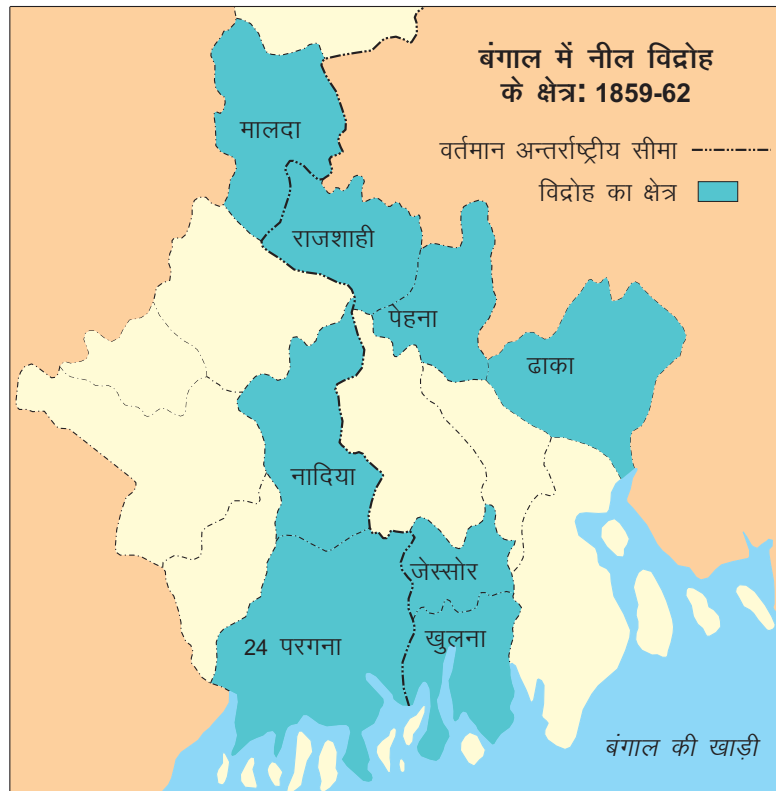 बंगाल में नील विद्रोह
के क्षेत्र: 1859-62
वर्तमान अन्तर्राष्ट्रीय सीमा
विद्रोह का क्षेत्र
मालदा
राजशाही
पेहना
ढाका
नादिया
जेस्सोर
24 परगना
खुलना
बंगाल की खाड़ी